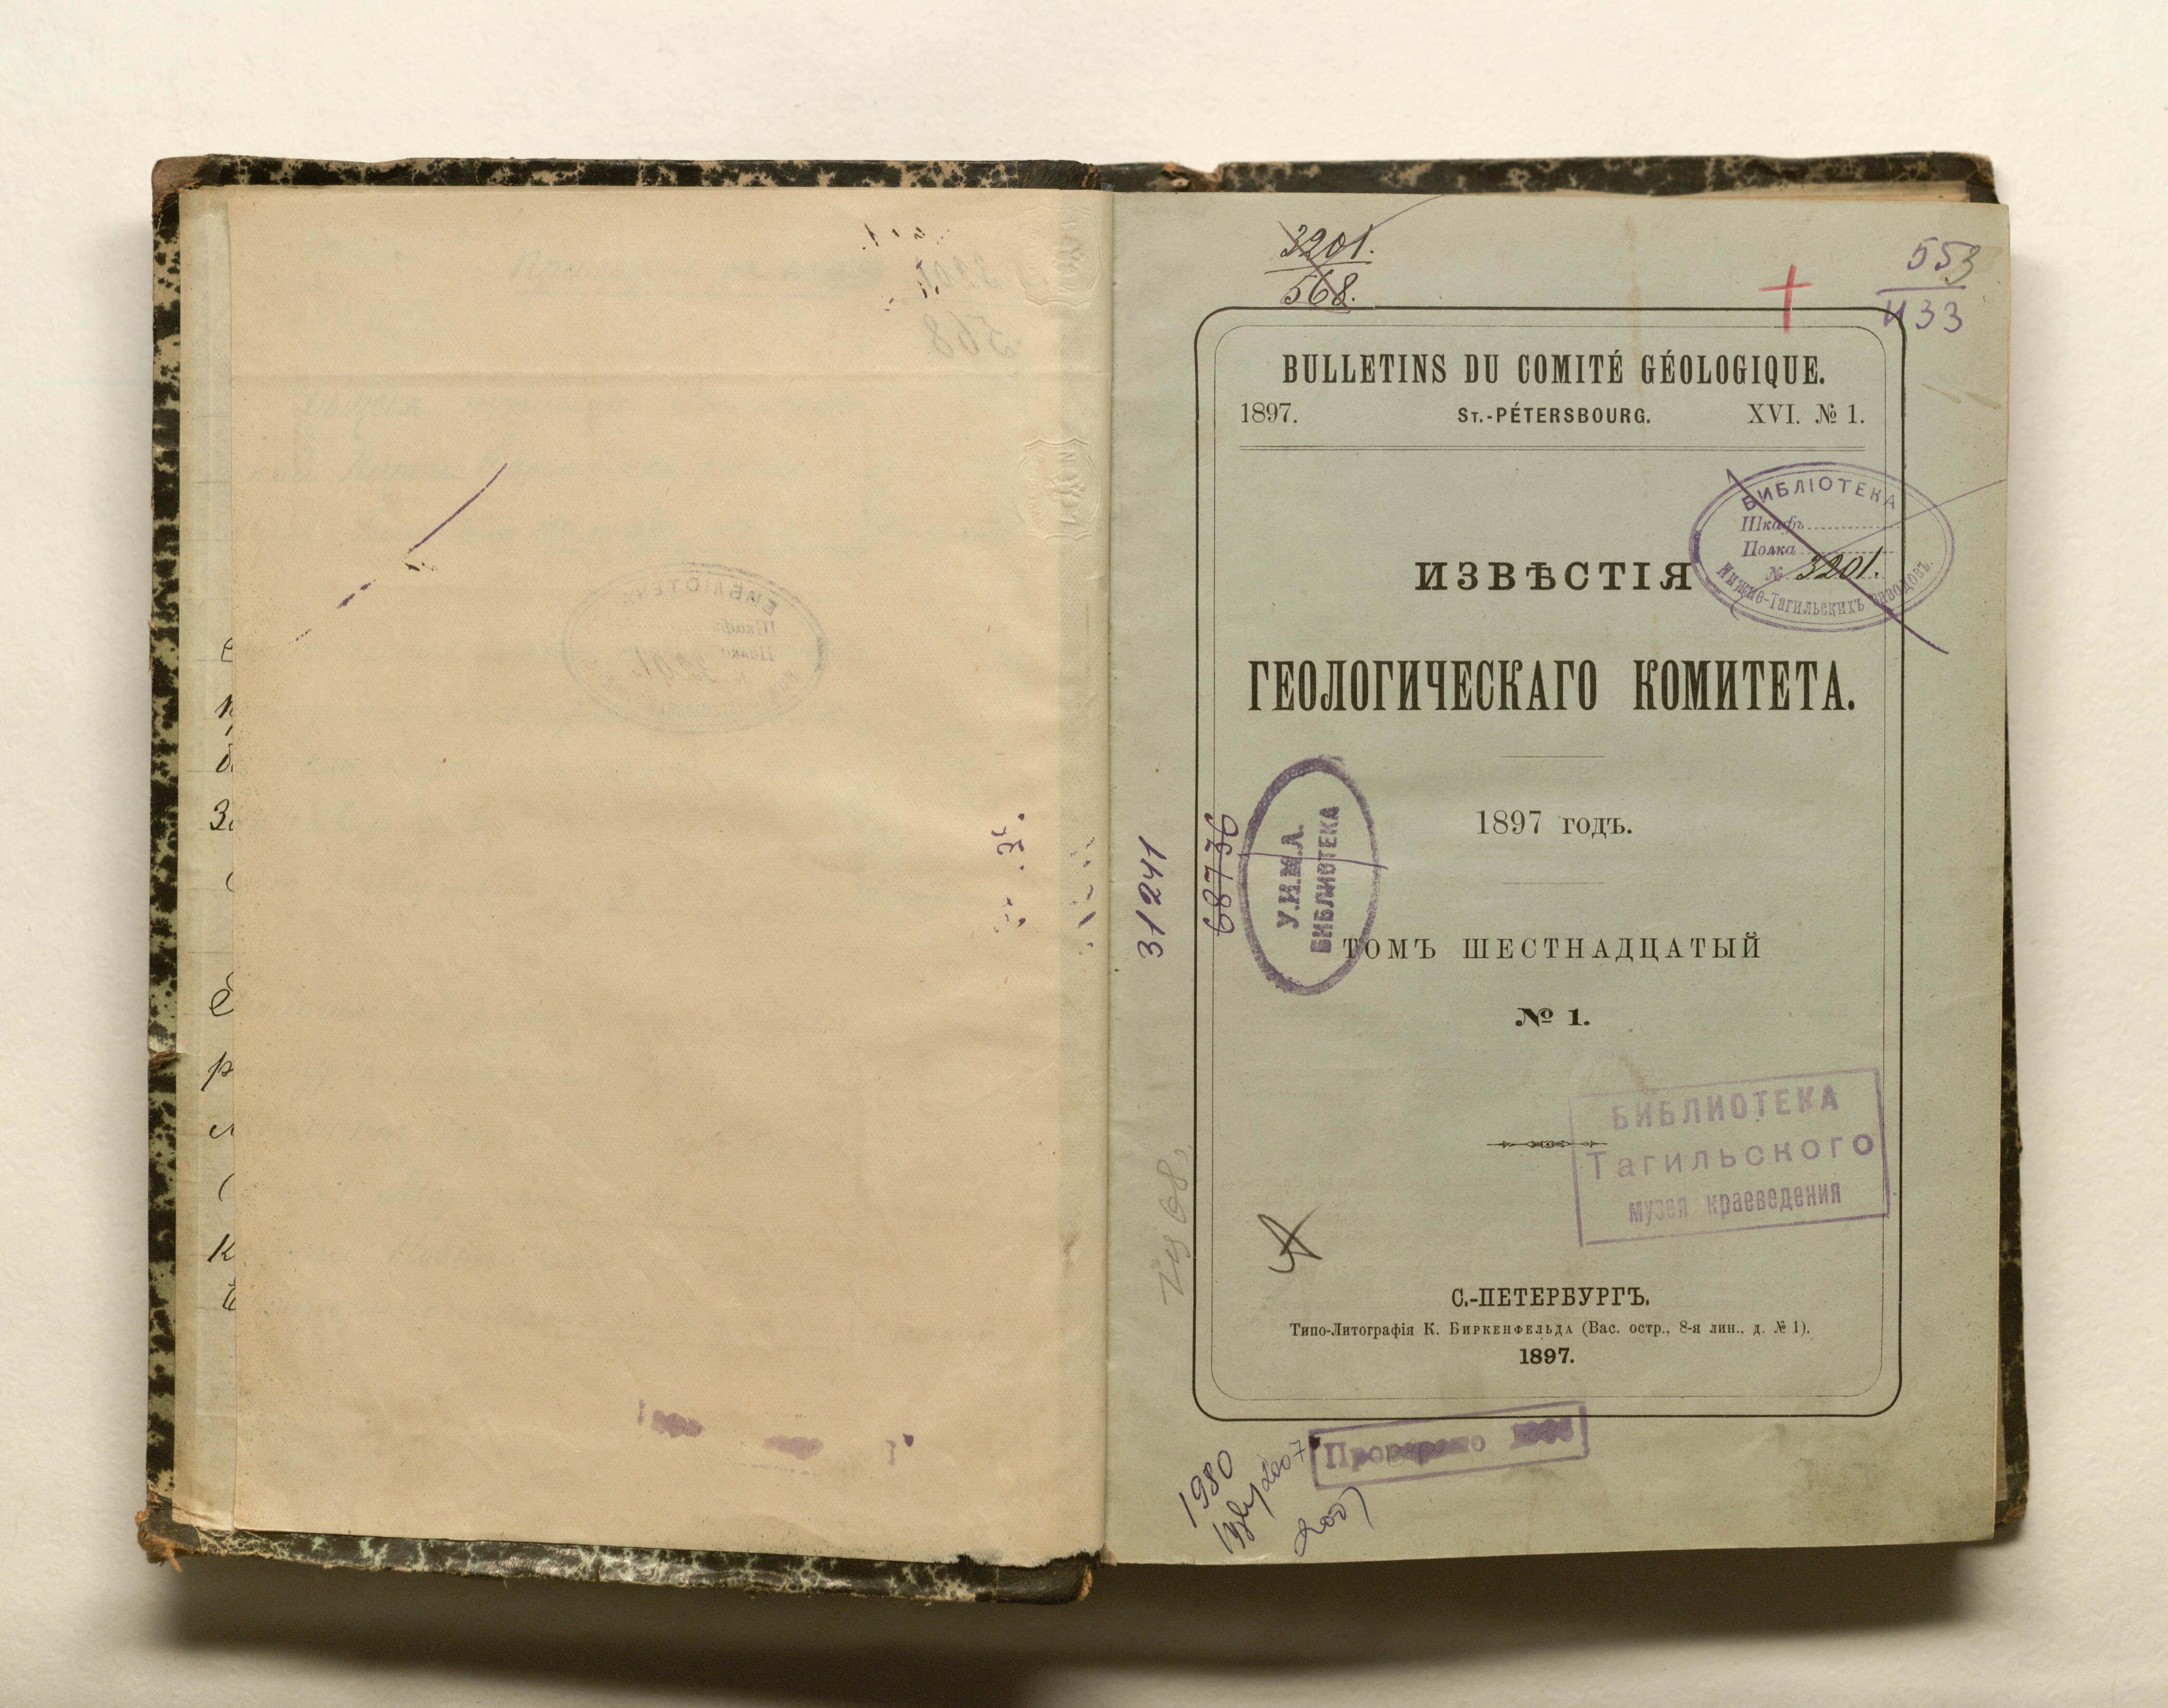 3201.
568.
553
И33
BULLETINS DU COMITÉ GÉOLOGIQUE.
1897. ST.-PÉTERSBOURG. XVI. № 1.
БИБЛІОТЕКА
Шкафъ
Полка
№ 3201.
Нижне-Тагильскихъ заводовъ.
ИЗВѢСТІЯ
ГЕОЛОГИЧЕСКАГО КОМИТЕТА.
1897 годъ.
31241
68736
У.И.М.Л.
БИБЛИОТЕКА
ТОМЪ ШЕСТНАДЦАТЫЙ
№ 1.
БИБЛИОТЕКА
Тагильского
музея краеведения
С.-ПЕТЕРБУРГЪ.
Типо-Литографія К. Биркенфельда (Вас. остр., 8-я лин., д. № 1).
1897.
Проверено
1980
2007